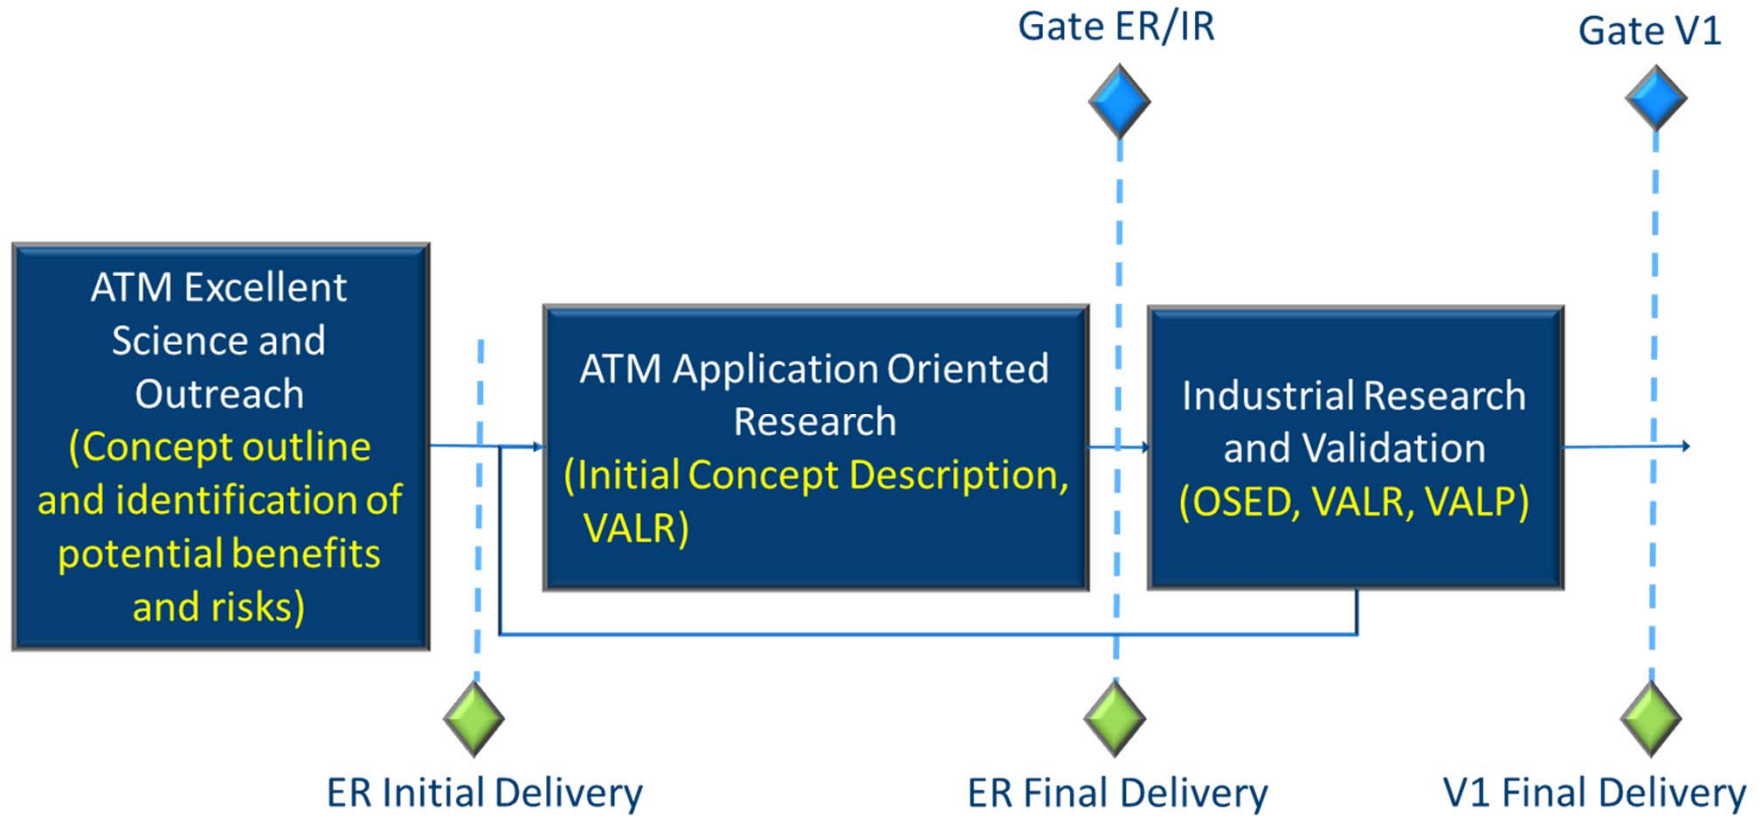 Gate ER/IR
Gate V1
ATM Excellent
Science and
Outreach
(Concept outline
and identification of
potential benefits
and risks)
ATM Application Oriented
Research
(Initial Concept Description,
VALR)
Industrial Research
and Validation
(OSED, VALR, VALP)
ER Initial Delivery
ER Final Delivery
V1 Final Delivery